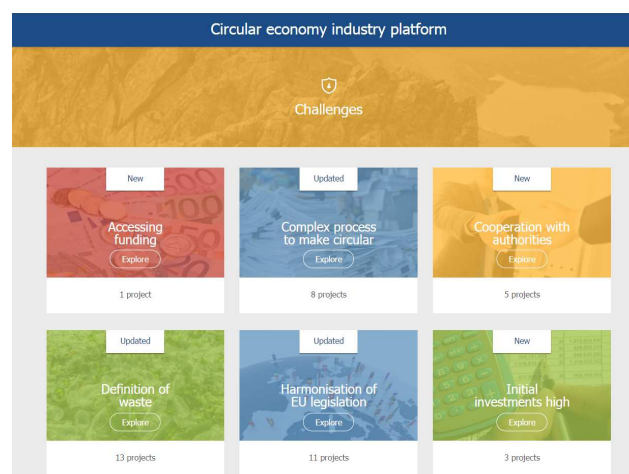 Circular economy industry platform
Challenges
New
Updated
New
Accessing
funding
Complex process
to make circular
Cooperation with
authorities
Explore
Explore
Explore
1 project
8 projects
5 projects
Updated
Updated
New
Definition of
waste
Harmonisation of
EU legislation
Initial
investments high
Explore
Explore
Explore
13 projects
11 projects
3 projects